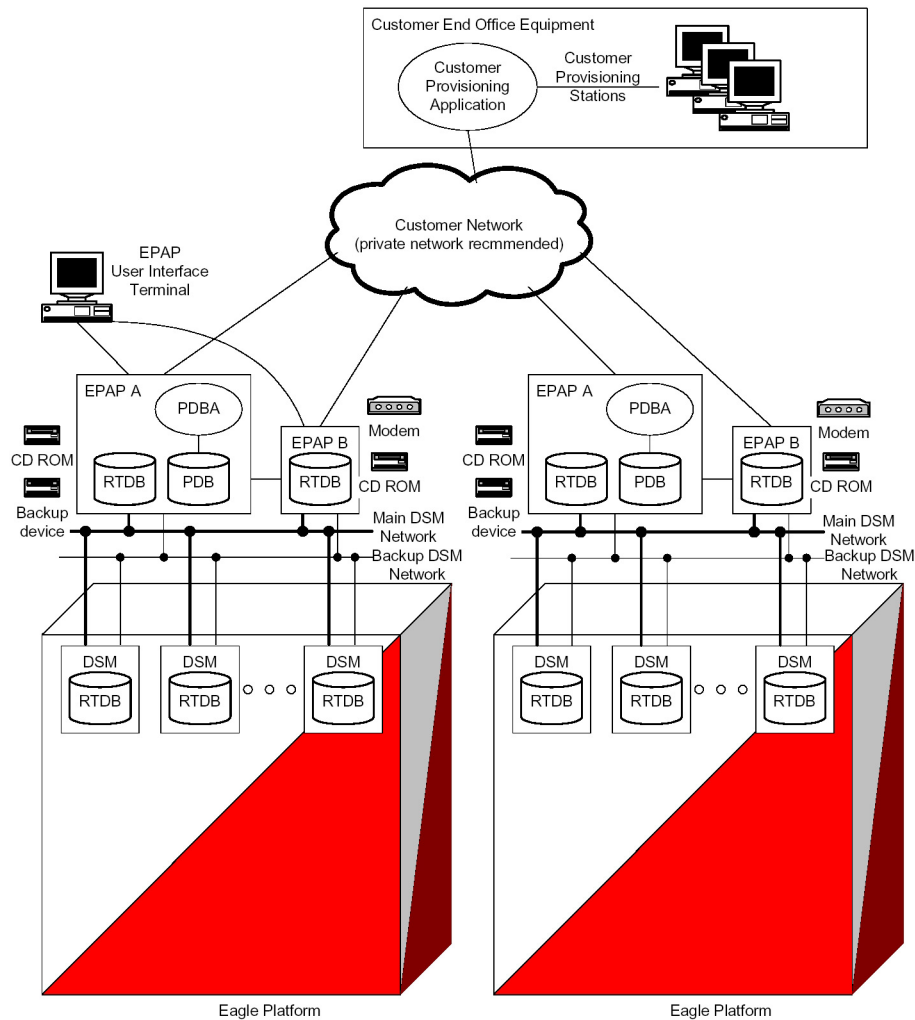 Customer End Office Equipment
Customer
Provisioning
Application
Customer
Provisioning
Stations
Customer Network
(private network recmmended)
EPAP
User Interface
Terminal
EPAP A
PDBA
RTDB
PDB
EPAP B
RTDB
Modem
CD ROM
CD ROM
Backup
device
Main DSM
Network
Backup DSM
Network
EPAP A
PDBA
RTDB
PDB
EPAP B
RTDB
Modem
CD ROM
CD ROM
Backup
device
Main DSM
Network
Backup DSM
Network
DSM
RTDB
DSM
RTDB
DSM
RTDB
DSM
RTDB
DSM
RTDB
DSM
RTDB
Eagle Platform
Eagle Platform